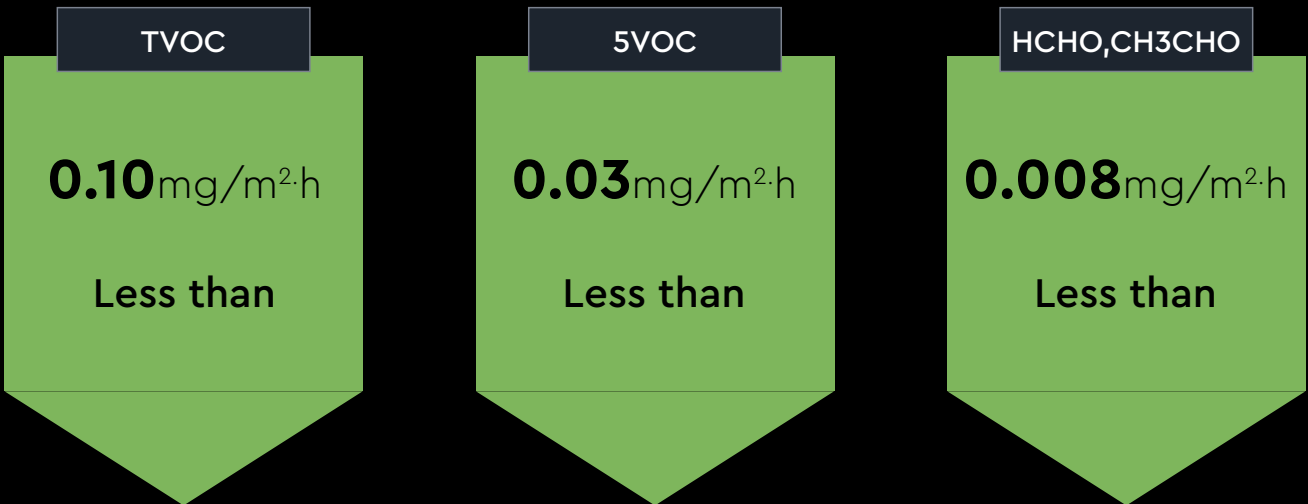 TVOC
0.10mg/m²·h
Less than
5VOC
0.03mg/m²·h
Less than
HCHO,CH3CHO
0.008mg/m²·h
Less than